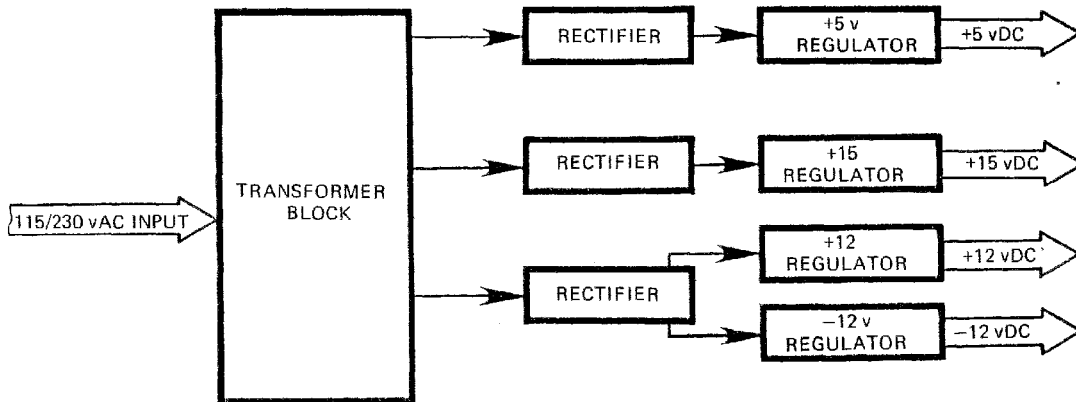 115/230 vAC INPUT
TRANSFORMER
BLOCK
RECTIFIER
+5 v
REGULATOR
+5 vDC
RECTIFIER
+15
REGULATOR
+15 vDC
RECTIFIER
+12
REGULATOR
+12 vDC
−12 v
REGULATOR
−12 vDC